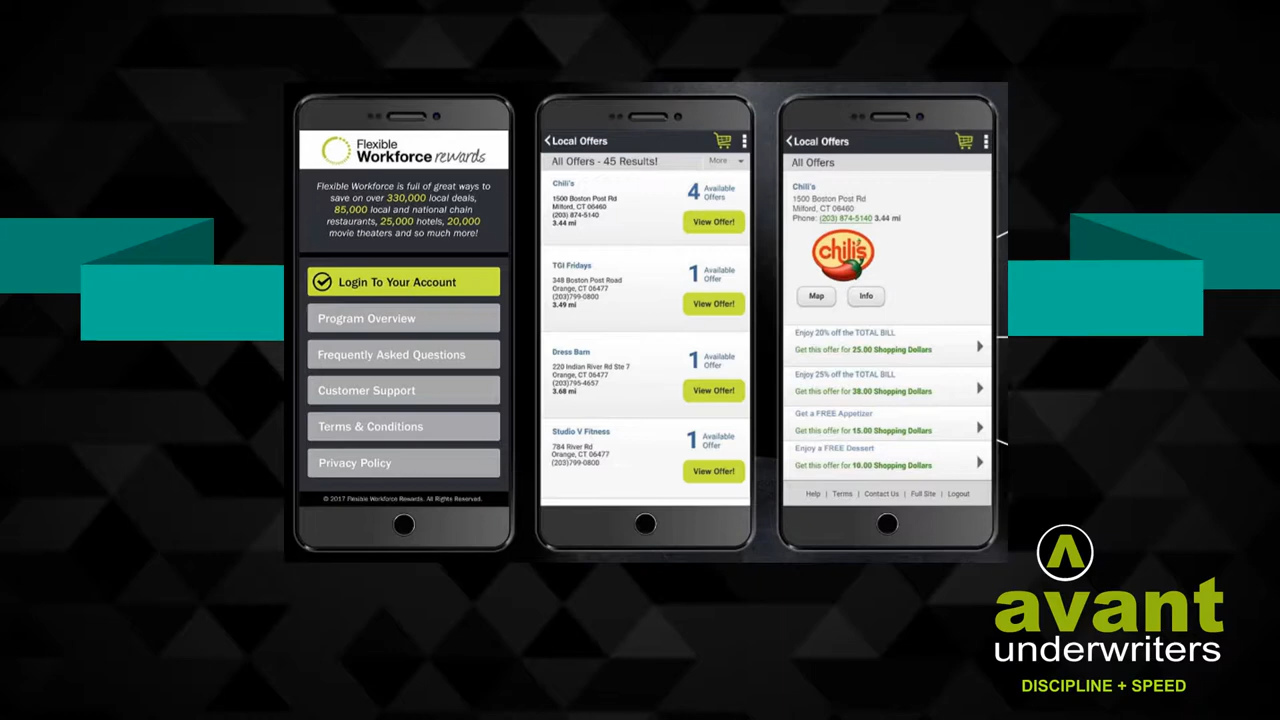 Flexible
Workforce rewards
Flexible Workforce is full of great ways to
save on over 330,000 local deals,
85,000 local and national chain
restaurants, 25,000 hotels, 20,000
movie theaters and so much more!
Login To Your Account
Program Overview
Frequently Asked Questions
Customer Support
Terms & Conditions
Privacy Policy
© 2017 Flexible Workforce Rewards. All Rights Reserved.
Local Offers
All Offers - 45 Results!
More
Chili's
1500 Boston Post Rd
Milford, CT 06460
(203) 874-5140
3.44 mi
4 Available
Offers
View Offer!
TGI Fridays
348 Boston Post Road
Orange, CT 06477
(203)799-0800
3.49 mi
1 Available
Offer
View Offer!
Dress Barn
220 Indian River Rd Ste 7
Orange, CT 06477
(203)795-4657
3.68 mi
1 Available
Offer
View Offer!
Studio V Fitness
784 River Rd
Orange, CT 06477
(203)799-0800
1 Available
Offer
View Offer!
Local Offers
All Offers
Chili's
1500 Boston Post Rd
Milford, CT 06460
Phone: (203) 874-5140 3.44 mi
chili's
Map
Info
Enjoy 20% off the TOTAL BILL
Get this offer for 25.00 Shopping Dollars
Enjoy 25% off the TOTAL BILL
Get this offer for 38.00 Shopping Dollars
Get a FREE Appetizer
Get this offer for 15.00 Shopping Dollars
Enjoy a FREE Dessert
Get this offer for 10.00 Shopping Dollars
Help | Terms | Contact Us | Full Site | Logout
avant
underwriters
DISCIPLINE + SPEED